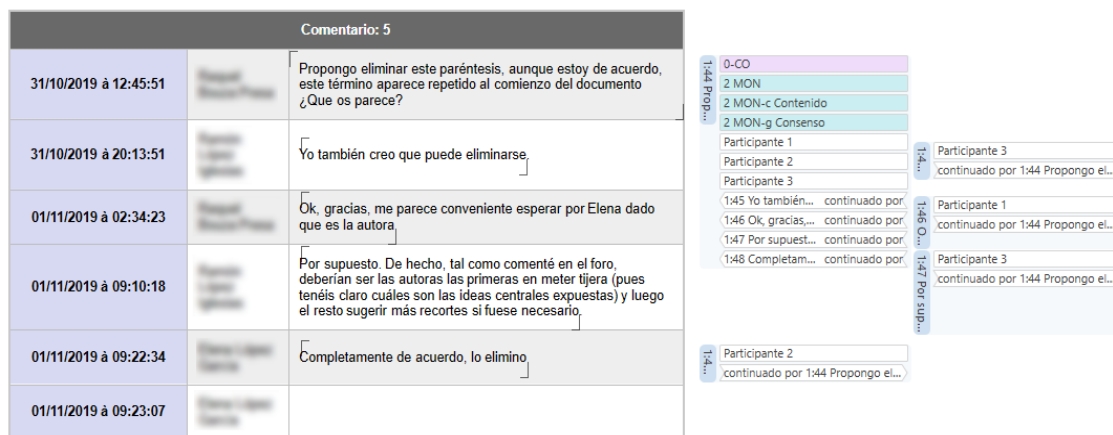 Comentario: 5
31/10/2019 à 12:45:51
Propongo eliminar este paréntesis, aunque estoy de acuerdo,
este término aparece repetido al comienzo del documento
¿Que os parece?
31/10/2019 à 20:13:51
Yo también creo que puede eliminarse
01/11/2019 à 02:34:23
Ok, gracias, me parece conveniente esperar por Elena dado
que es la autora
01/11/2019 à 09:10:18
Por supuesto. De hecho, tal como comenté en el foro,
deberían ser las autoras las primeras en meter tijera (pues
tenéis claro cuáles son las ideas centrales expuestas) y luego
el resto sugerir más recortes si fuese necesario
01/11/2019 à 09:22:34
Completamente de acuerdo, lo elimino
01/11/2019 à 09:23:07
1:44 Prop...
0-CO
2 MON
2 MON-c Contenido
2 MON-g Consenso
Participante 1
Participante 2
Participante 3
1:45 Yo también... continuado por
1:46 Ok, gracias,... continuado por
1:47 Por supuest... continuado por
1:48 Completam... continuado por
1:4...
Participante 3
continuado por 1:44 Propongo el...
1:46 O...
Participante 1
continuado por 1:44 Propongo el...
1:47 Por sup...
Participante 3
continuado por 1:44 Propongo el...
1:4...
Participante 2
continuado por 1:44 Propongo el...